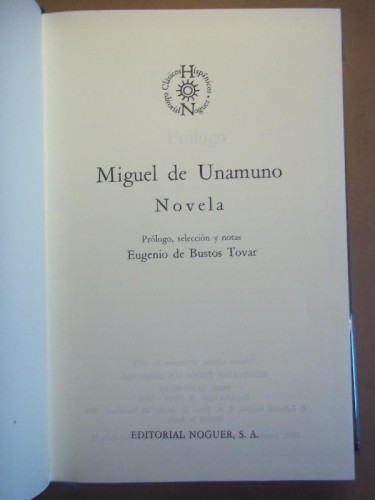 Clásicos Hispánicos
Editorial Noguer
H
N
Miguel de Unamuno
Novela
Prólogo, selección y notas
Eugenio de Bustos Tovar
EDITORIAL NOGUER, S. A.